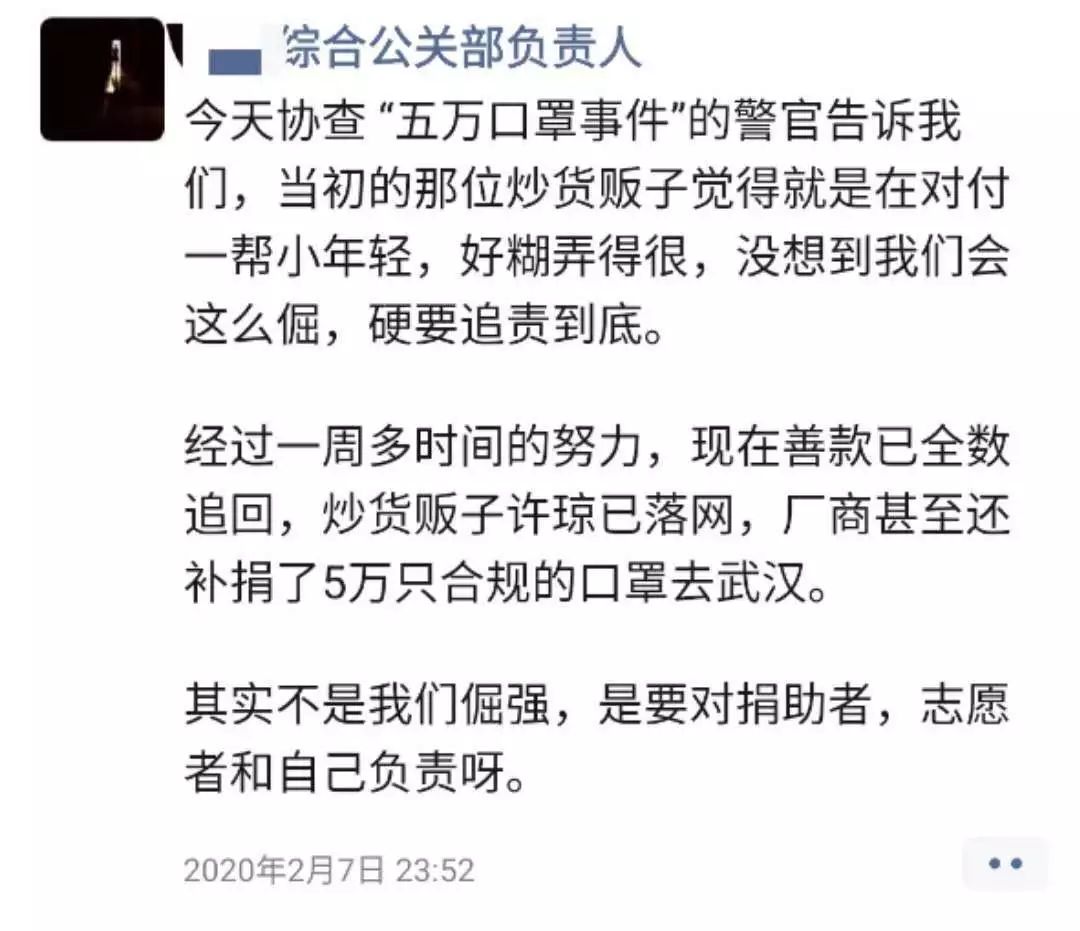 综合公关部负责人
今天协查 “五万口罩事件”的警官告诉我
们，当初的那位炒货贩子觉得就是在对付
一帮小年轻，好糊弄得很，没想到我们会
这么倔，硬要追责到底。
经过一周多时间的努力，现在善款已全数
追回，炒货贩子许琼已落网，厂商甚至还
补捐了5万只合规的口罩去武汉。
其实不是我们倔强，是要对捐助者，志愿
者和自己负责呀。
2020年2月7日 23:52